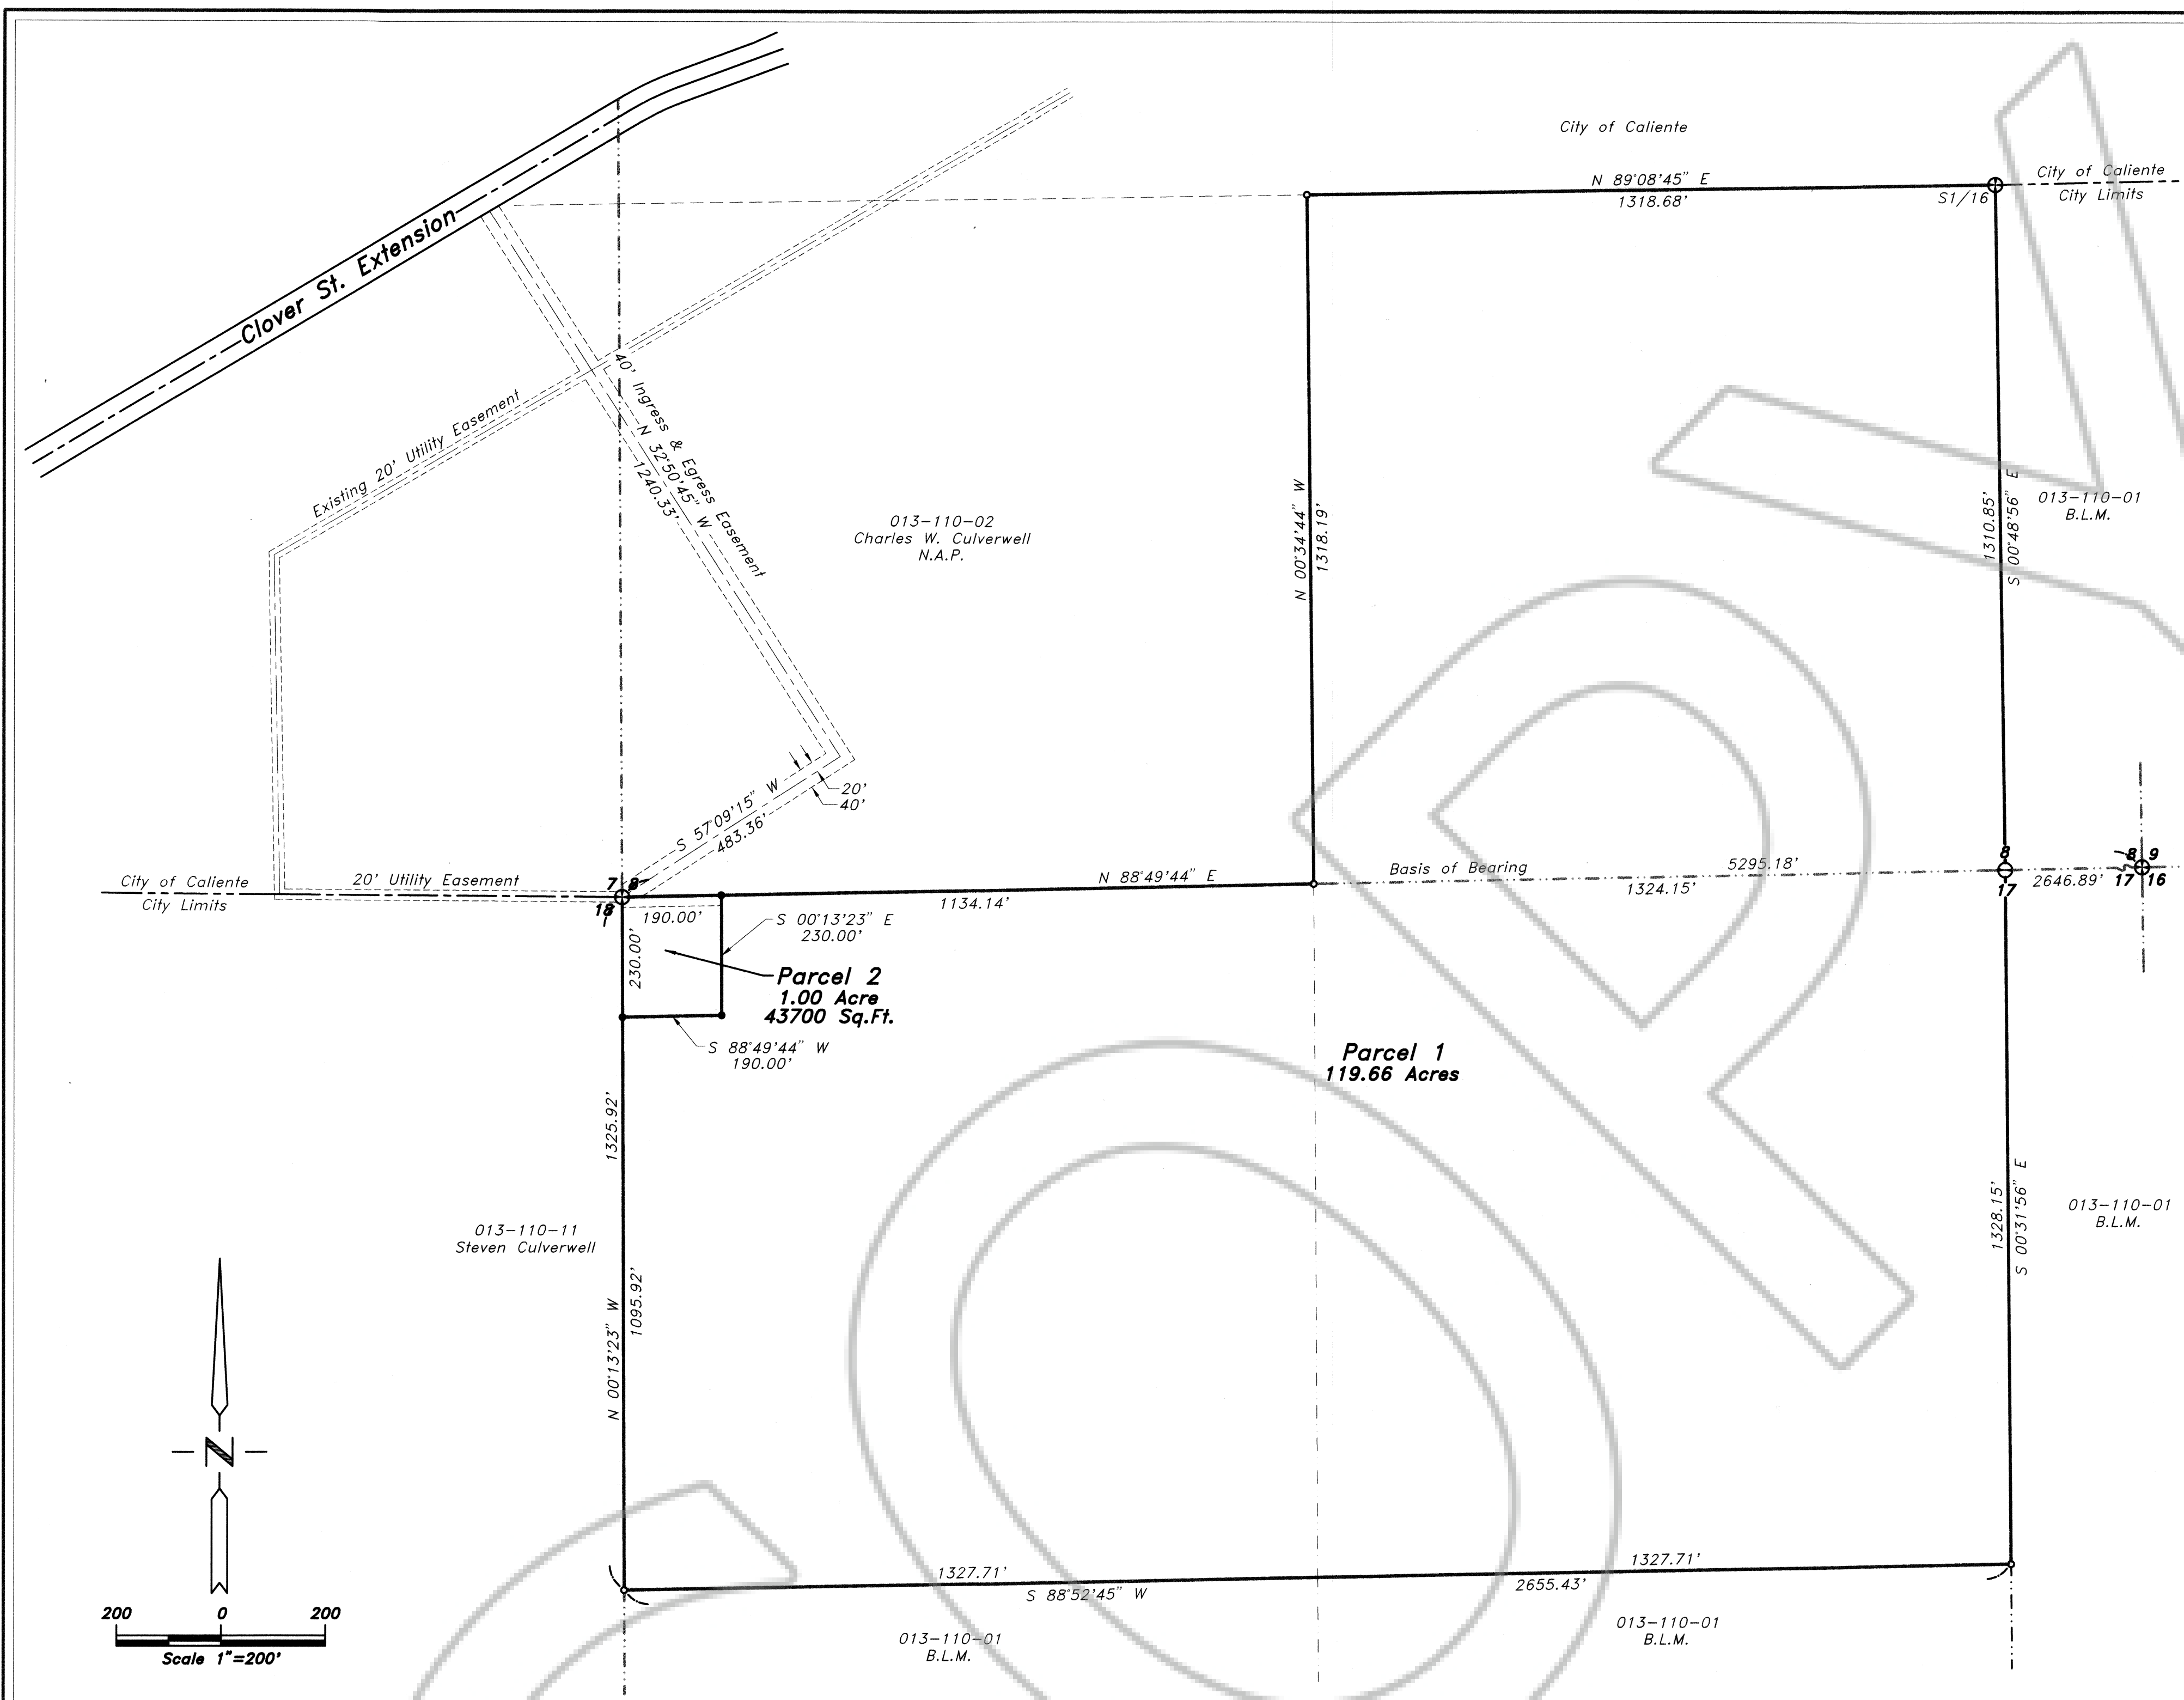 City of Caliente
N 89°08'45" E
1318.68'
S1/16
City of Caliente
City Limits
Clover St. Extension
Existing 20' Utility Easement
40' Ingress & Egress Easement
N 32°50'45" W
1240.33'
013-110-02
Charles W. Culverwell
N.A.P.
N 00°34'44" W
1318.19'
1310.85'
S 00°48'56" E
013-110-01
B.L.M.
S 57°09'15" W
483.36'
20'
40'
City of Caliente
City Limits
20' Utility Easement
7 8
18
190.00'
230.00'
S 00°13'23" E
230.00'
N 88°49'44" E
1134.14'
Basis of Bearing
5295.18'
1324.15'
8
17
2646.89'
8 9
17 16
Parcel 2
1.00 Acre
43700 Sq.Ft.
S 88°49'44" W
190.00'
Parcel 1
119.66 Acres
1325.92'
N 00°13'23" W
1095.92'
013-110-11
Steven Culverwell
1328.15'
S 00°31'56" E
013-110-01
B.L.M.
1327.71'
S 88°52'45" W
1327.71'
2655.43'
013-110-01
B.L.M.
013-110-01
B.L.M.
N
200 0 200
Scale 1"=200'
COPY